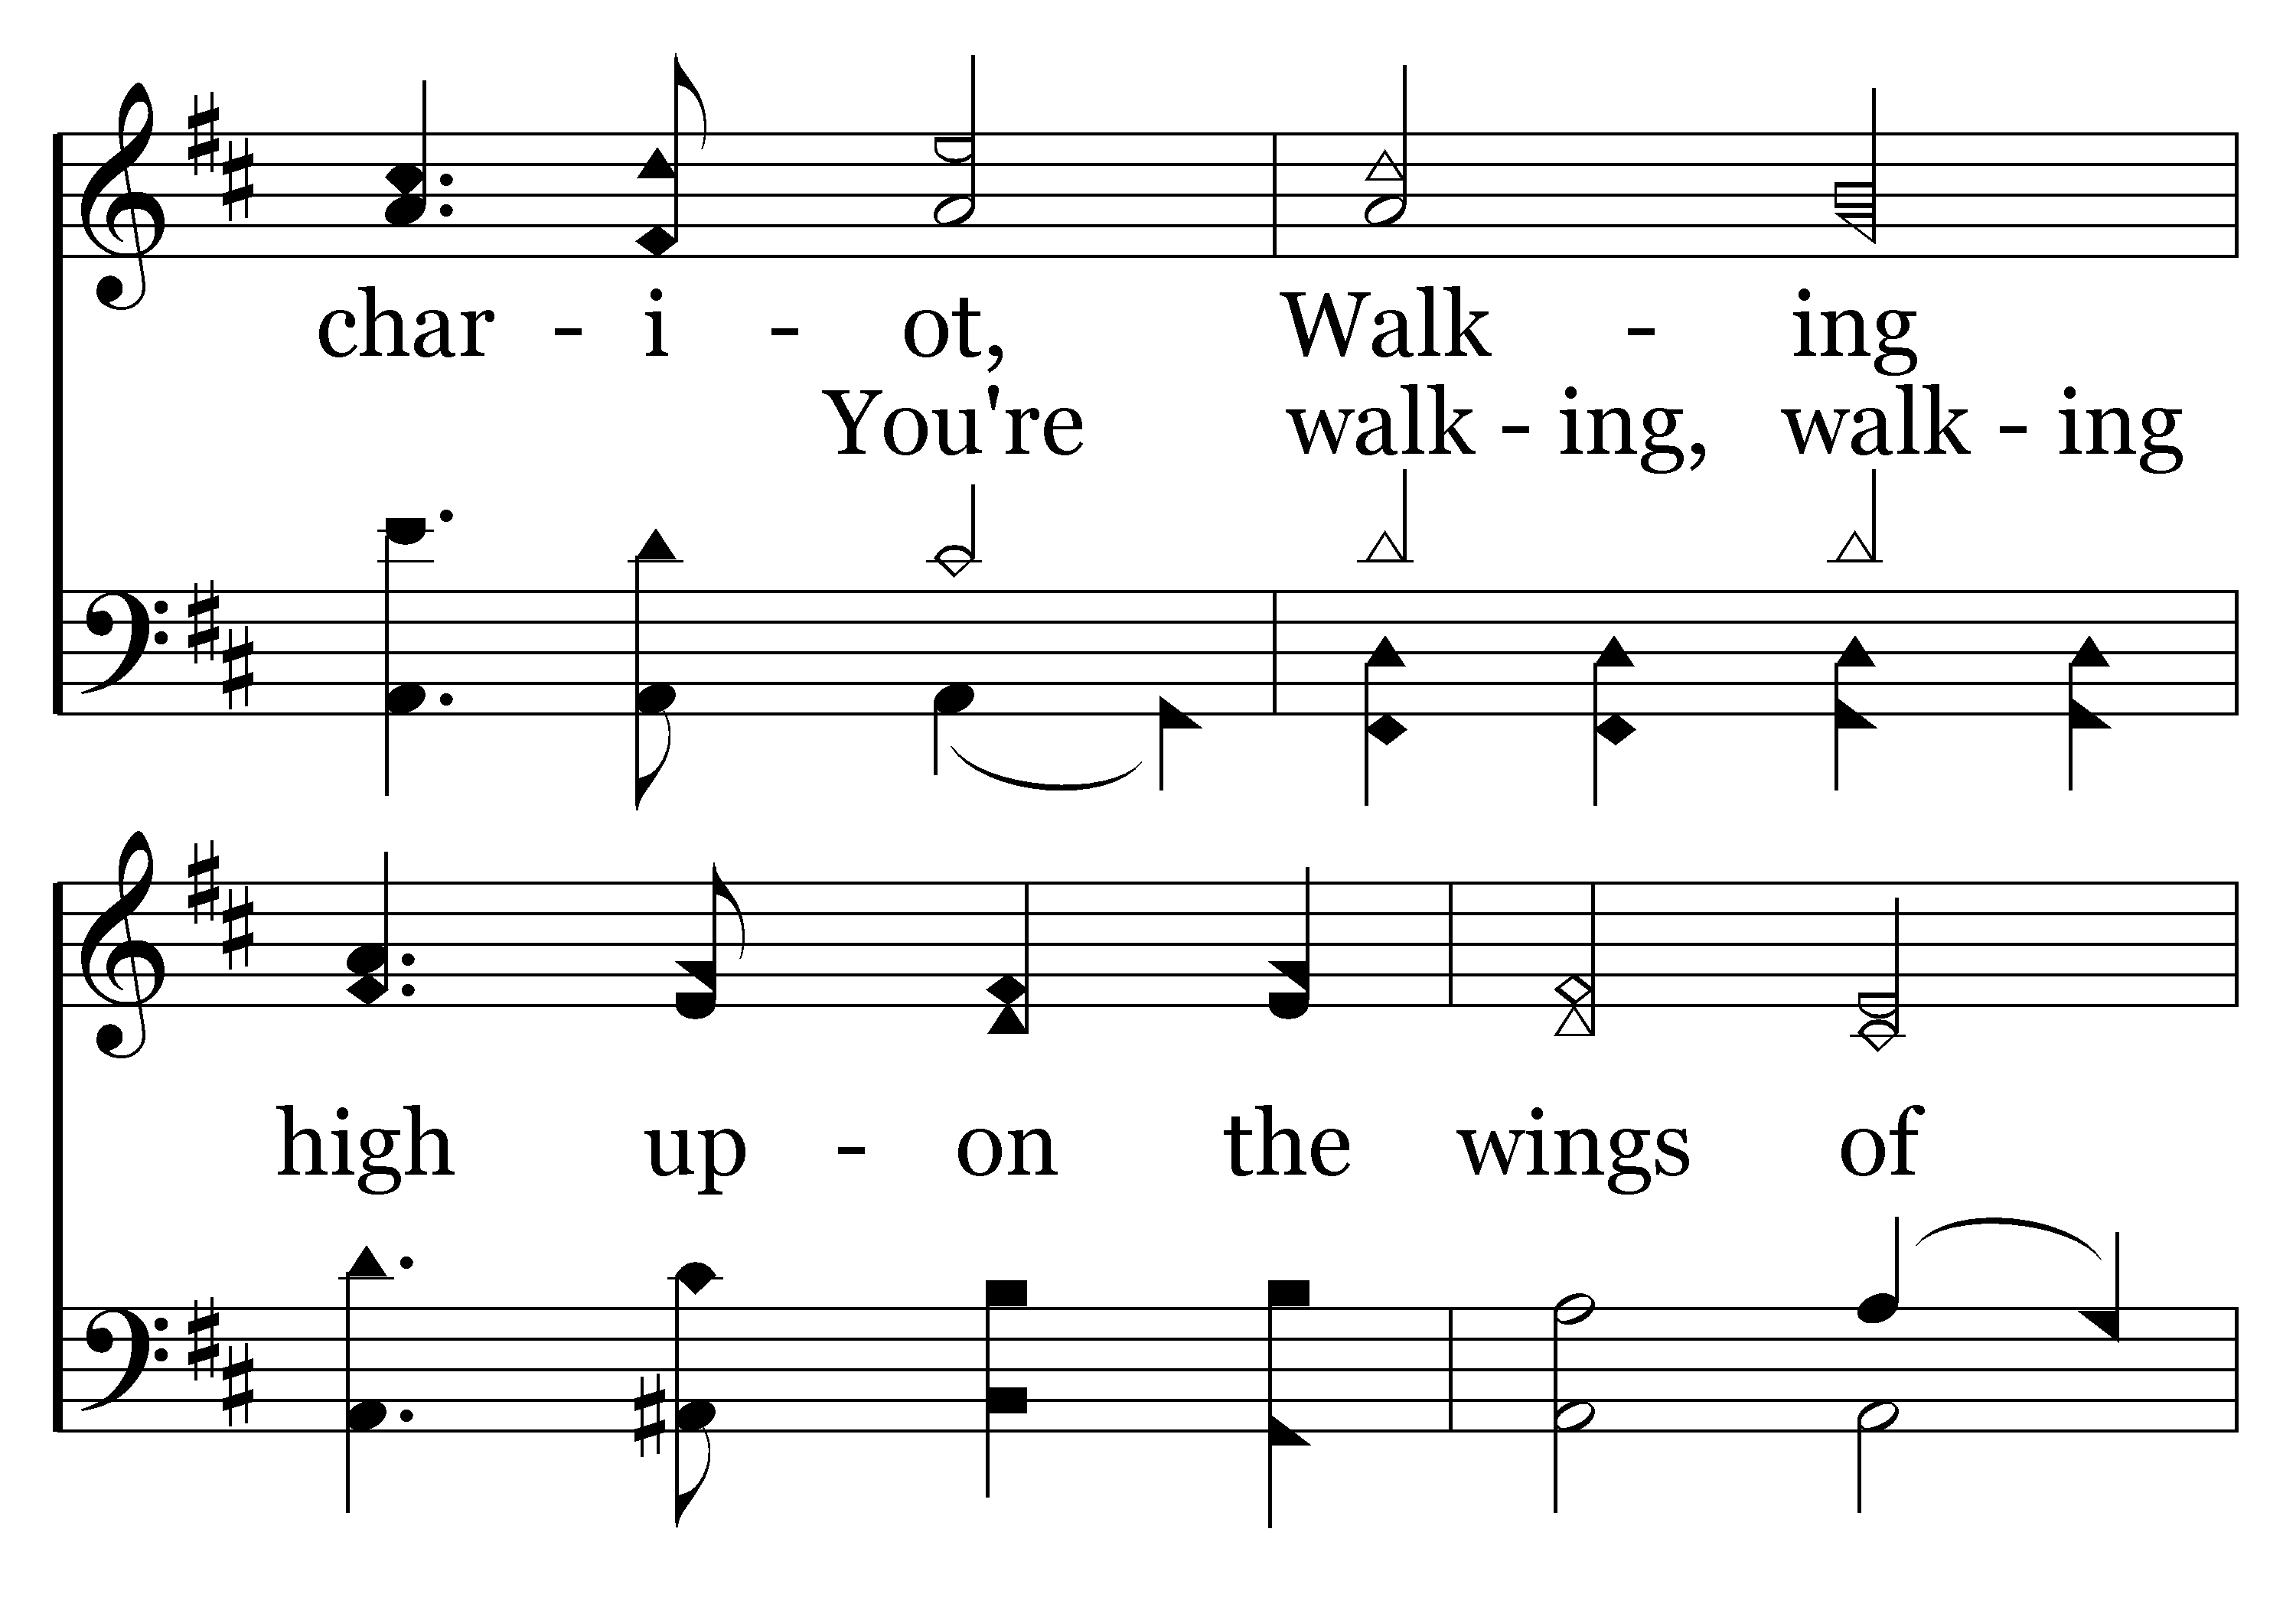 char - i - ot, Walk - ing
You're walk - ing, walk - ing
high up - on the wings of